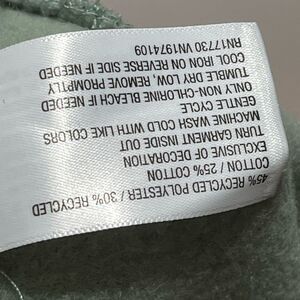 45% RECYCLED POLYESTER / 30% RECYCLED
COTTON / 25% COTTON
EXCLUSIVE OF DECORATION
TURN GARMENT INSIDE OUT
MACHINE WASH COLD WITH LIKE COLORS
GENTLE CYCLE
ONLY NON-CHLORINE BLEACH IF NEEDED
TUMBLE DRY LOW, REMOVE PROMPTLY
COOL IRON ON REVERSE SIDE IF NEEDED
RN17730 VN1974109